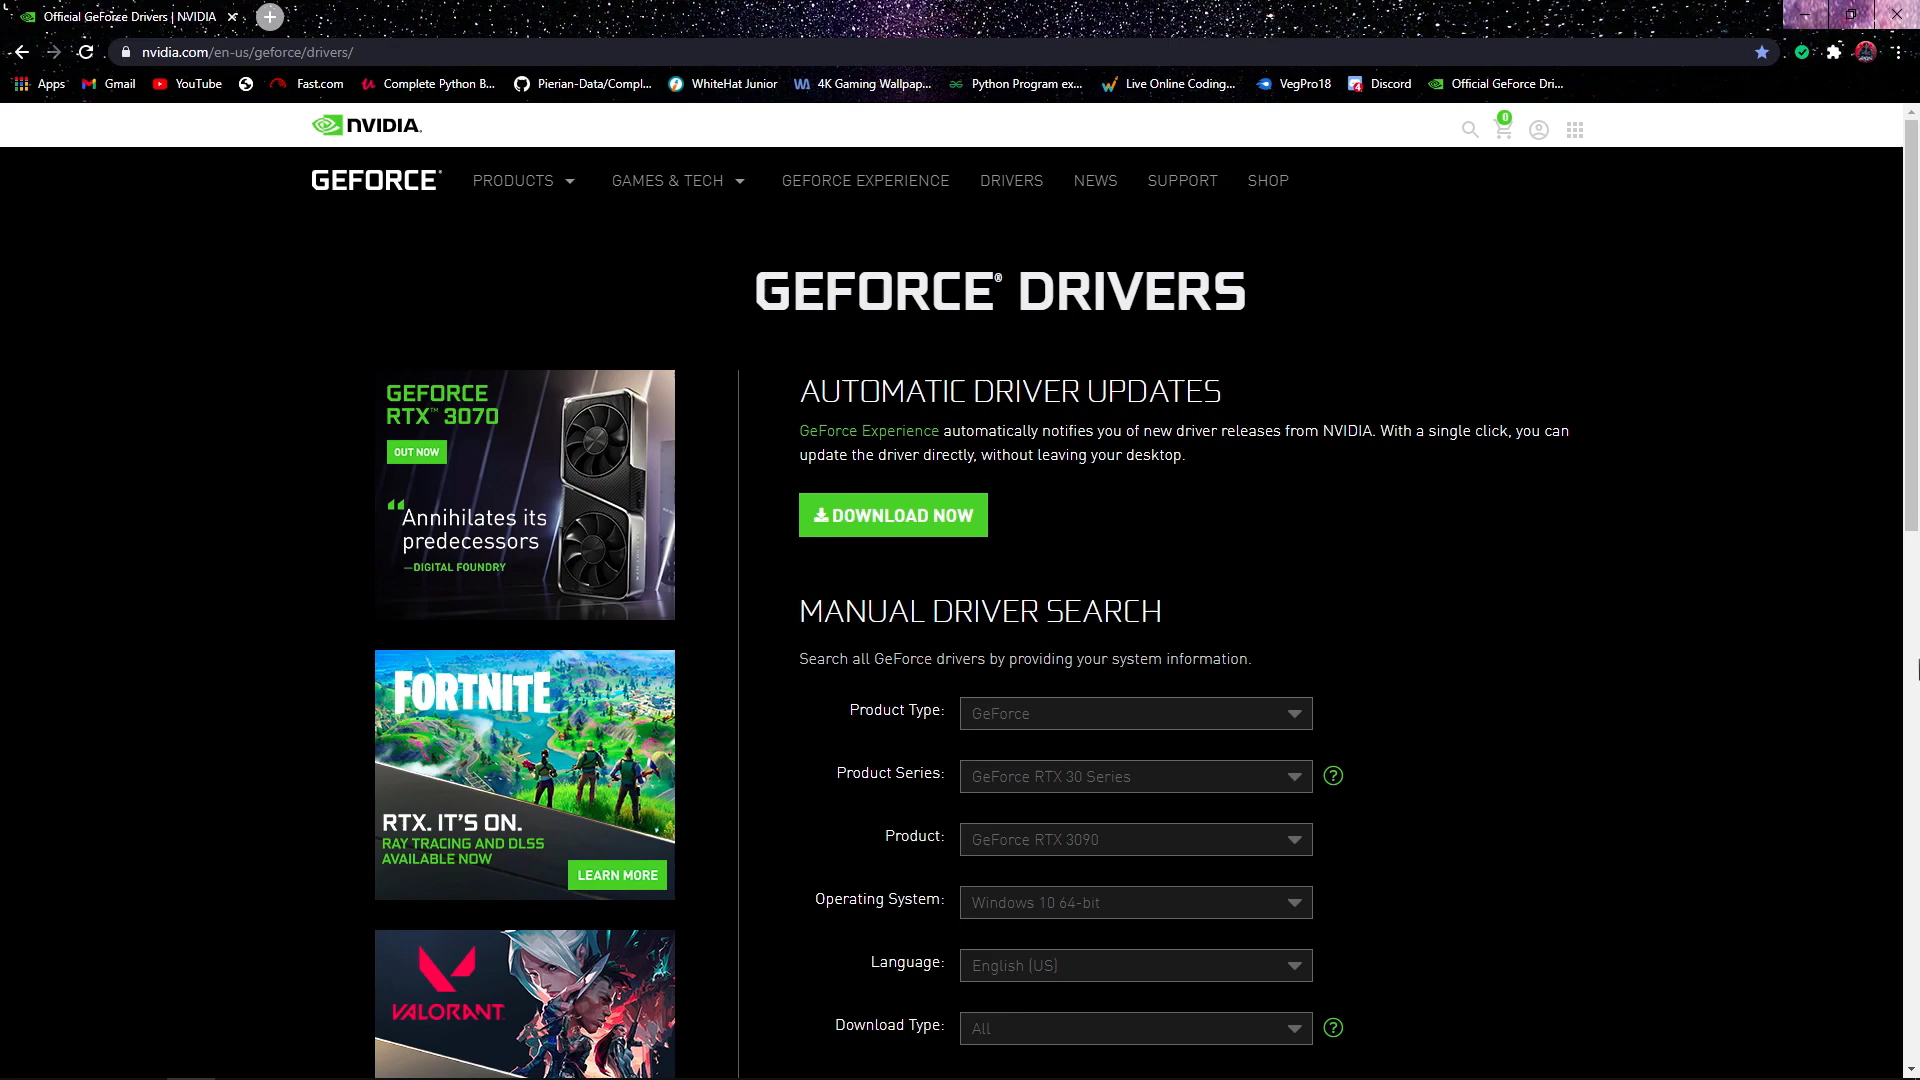 Official GeForce Drivers | NVIDIA
nvidia.com/en-us/geforce/drivers/
Apps
Gmail
YouTube
Fast.com
Complete Python B...
Pierian-Data/Compl...
WhiteHat Junior
4K Gaming Wallpap...
Python Program ex...
Live Online Coding...
VegPro18
4
Discord
Official GeForce Dri...
NVIDIA.
0
GEFORCE®
PRODUCTS
GAMES & TECH
GEFORCE EXPERIENCE
DRIVERS
NEWS
SUPPORT
SHOP
GEFORCE® DRIVERS
GEFORCE
RTX™ 3070
OUT NOW
“Annihilates its
predecessors
—DIGITAL FOUNDRY
FORTNITE
RTX. IT'S ON.
RAY TRACING AND DLSS
AVAILABLE NOW
LEARN MORE
VALORANT
AUTOMATIC DRIVER UPDATES
GeForce Experience automatically notifies you of new driver releases from NVIDIA. With a single click, you can
update the driver directly, without leaving your desktop.
DOWNLOAD NOW
MANUAL DRIVER SEARCH
Search all GeForce drivers by providing your system information.
Product Type: GeForce
Product Series: GeForce RTX 30 Series ?
Product: GeForce RTX 3090
Operating System: Windows 10 64-bit
Language: English (US)
Download Type: All ?